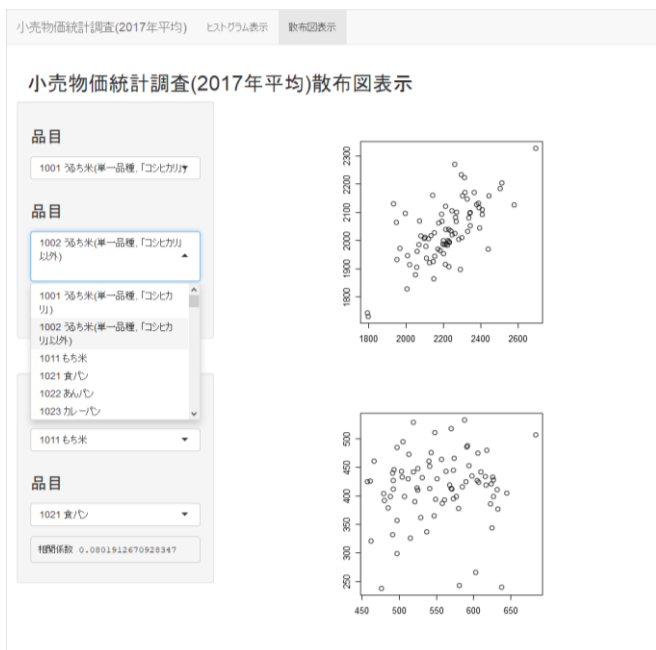 小売物価統計調査(2017年平均) ヒストグラム表示 散布図表示
小売物価統計調査(2017年平均)散布図表示
品目
1001 うるち米(単一品種,「コシヒカリ」)
品目
1002 うるち米(単一品種,「コシヒカリ」
以外)
1001 うるち米(単一品種,「コシヒカ
リ」)
1002 うるち米(単一品種,「コシヒカ
リ」以外)
1011 もち米
1021 食パン
1022 あんパン
1023 カレーパン
1011 もち米
品目
1021 食パン
相関係数 0.0801912670928347
2300
2200
2100
2000
1900
1800
1800 2000 2200 2400 2600
500
450
400
350
300
250
450 500 550 600 650